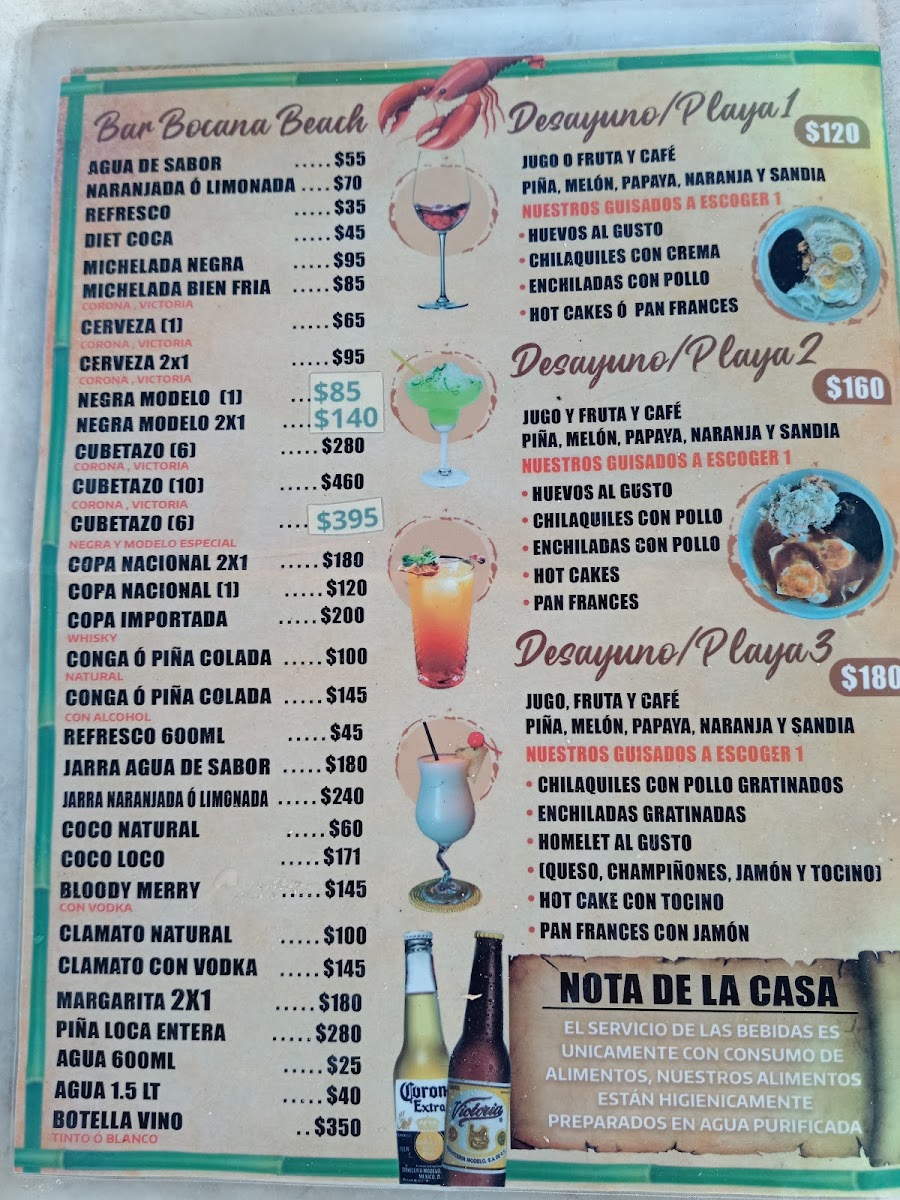 Bar Bocana Beach
AGUA DE SABOR .....$55
NARANJADA Ó LIMONADA ....$70
REFRESCO .....$35
DIET COCA .....$45
MICHELADA NEGRA .....$95
MICHELADA BIEN FRIA .....$85
CORONA , VICTORIA
CERVEZA (1) .....$65
CORONA , VICTORIA
CERVEZA 2x1 .....$95
CORONA , VICTORIA
NEGRA MODELO (1) ...$85
NEGRA MODELO 2X1 ....$140
CUBETAZO (6) .....$280
CORONA , VICTORIA
CUBETAZO (10) .....$460
CORONA , VICTORIA
CUBETAZO (6) ....$395
NEGRA Y MODELO ESPECIAL
COPA NACIONAL 2X1 .....$180
COPA NACIONAL (1) .....$120
COPA IMPORTADA .....$200
WHISKY
CONGA Ó PIÑA COLADA .....$100
NATURAL
CONGA Ó PIÑA COLADA .....$145
CON ALCOHOL
REFRESCO 600ML .....$45
JARRA AGUA DE SABOR .....$180
JARRA NARANJADA Ó LIMONADA .....$240
COCO NATURAL .....$60
COCO LOCO .....$171
BLOODY MERRY .....$145
CON VODKA
CLAMATO NATURAL .....$100
CLAMATO CON VODKA .....$145
MARGARITA 2X1 .....$180
PIÑA LOCA ENTERA .....$280
AGUA 600ML .....$25
AGUA 1.5 LT .....$40
BOTELLA VINO ..$350
TINTO O BLANCO
Desayuno/Playa 1
$120
JUGO O FRUTA Y CAFÉ
PIÑA, MELÓN, PAPAYA, NARANJA Y SANDIA
NUESTROS GUISADOS A ESCOGER 1
• HUEVOS AL GUSTO
• CHILAQUILES CON CREMA
• ENCHILADAS CON POLLO
• HOT CAKES Ó PAN FRANCES
Desayuno/Playa 2
$160
JUGO Y FRUTA Y CAFÉ
PIÑA, MELÓN, PAPAYA, NARANJA Y SANDIA
NUESTROS GUISADOS A ESCOGER 1
• HUEVOS AL GUSTO
• CHILAQUILES CON POLLO
• ENCHILADAS CON POLLO
• HOT CAKES
• PAN FRANCES
Desayuno/Playa 3
$180
JUGO, FRUTA Y CAFÉ
PIÑA, MELÓN, PAPAYA, NARANJA Y SANDIA
NUESTROS GUISADOS A ESCOGER 1
• CHILAQUILES CON POLLO GRATINADOS
• ENCHILADAS GRATINADAS
• HOMELET AL GUSTO
• (QUESO, CHAMPIÑONES, JAMÓN Y TOCINO)
• HOT CAKE CON TOCINO
• PAN FRANCES CON JAMÓN
NOTA DE LA CASA
EL SERVICIO DE LAS BEBIDAS ES
UNICAMENTE CON CONSUMO DE
ALIMENTOS, NUESTROS ALIMENTOS
ESTÁN HIGIENICAMENTE
PREPARADOS EN AGUA PURIFICADA
Coron
Extra
Victoria